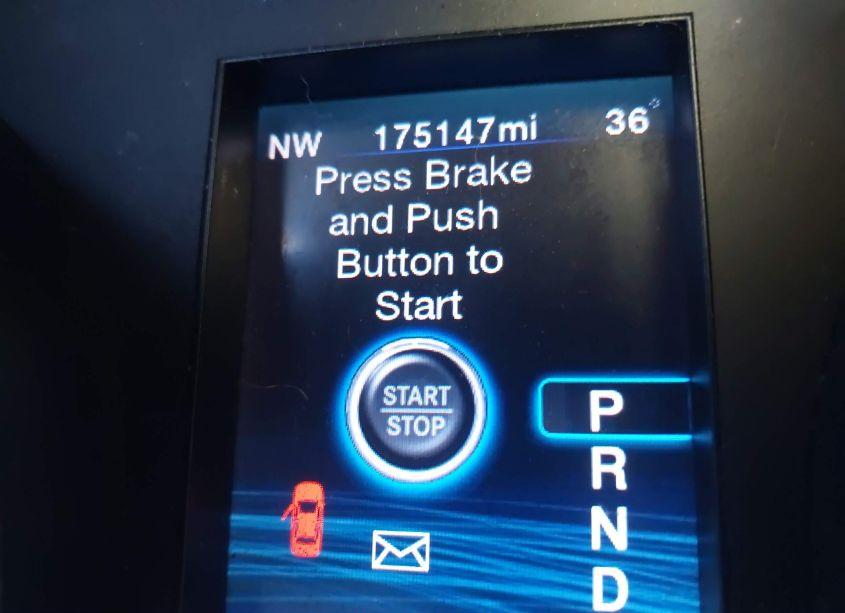 NW 175147mi 36°
Press Brake
and Push
Button to
Start
START
STOP
P
R
N
D